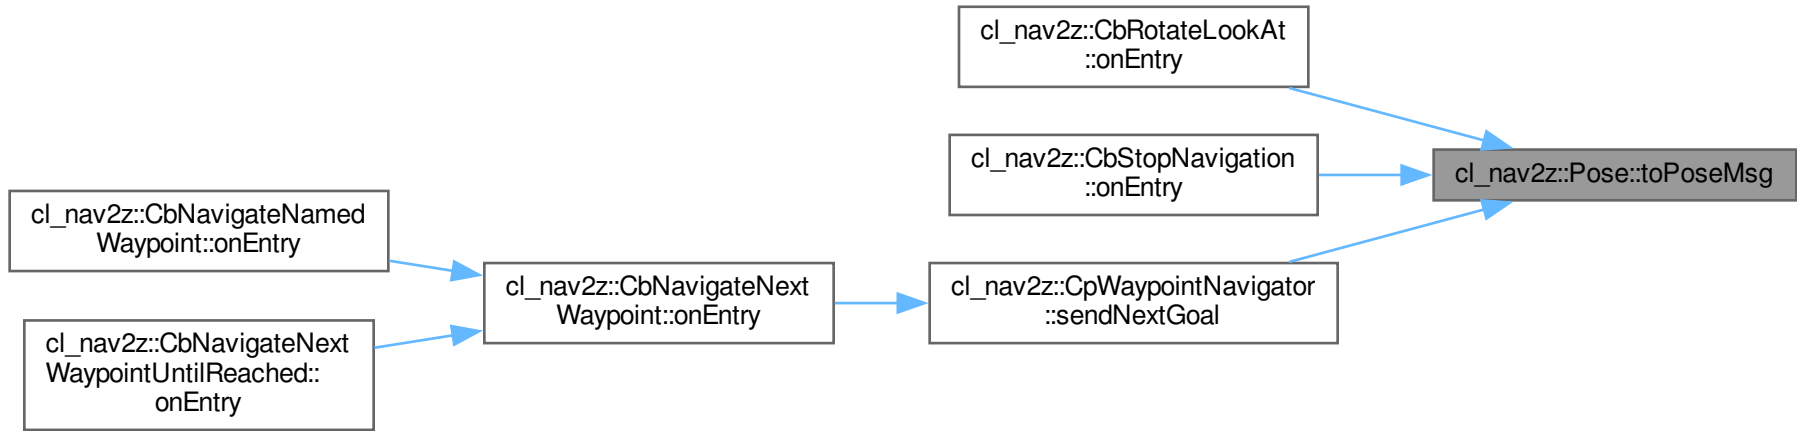 cl_nav2z::CbRotateLookAt
::onEntry
cl_nav2z::CbStopNavigation
::onEntry
cl_nav2z::Pose::toPoseMsg
cl_nav2z::CbNavigateNamed
Waypoint::onEntry
cl_nav2z::CbNavigateNext
Waypoint::onEntry
cl_nav2z::CpWaypointNavigator
::sendNextGoal
cl_nav2z::CbNavigateNext
WaypointUntilReached::
onEntry